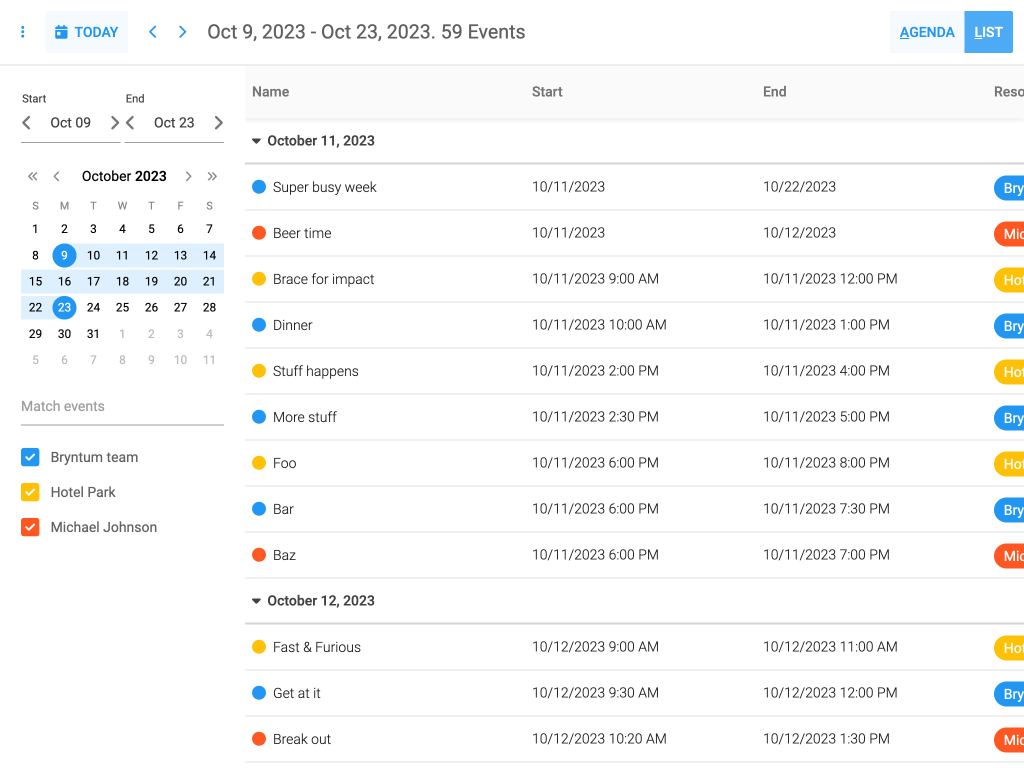 TODAY Oct 9, 2023 - Oct 23, 2023. 59 Events AGENDA LIST
Start End
Oct 09 Oct 23
October 2023
S M T W T F S
1 2 3 4 5 6 7
8 9 10 11 12 13 14
15 16 17 18 19 20 21
22 23 24 25 26 27 28
29 30 31 1 2 3 4
5 6 7 8 9 10 11
Match events
Bryntum team
Hotel Park
Michael Johnson
Name Start End Reso
October 11, 2023
Super busy week 10/11/2023 10/22/2023 Bry
Beer time 10/11/2023 10/12/2023 Mic
Brace for impact 10/11/2023 9:00 AM 10/11/2023 12:00 PM Hot
Dinner 10/11/2023 10:00 AM 10/11/2023 1:00 PM Bry
Stuff happens 10/11/2023 2:00 PM 10/11/2023 4:00 PM Hot
More stuff 10/11/2023 2:30 PM 10/11/2023 5:00 PM Bry
Foo 10/11/2023 6:00 PM 10/11/2023 8:00 PM Hot
Bar 10/11/2023 6:00 PM 10/11/2023 7:30 PM Bry
Baz 10/11/2023 6:00 PM 10/11/2023 7:00 PM Mic
October 12, 2023
Fast & Furious 10/12/2023 9:00 AM 10/12/2023 11:00 AM Hot
Get at it 10/12/2023 9:30 AM 10/12/2023 12:00 PM Bry
Break out 10/12/2023 10:20 AM 10/12/2023 1:30 PM Mic